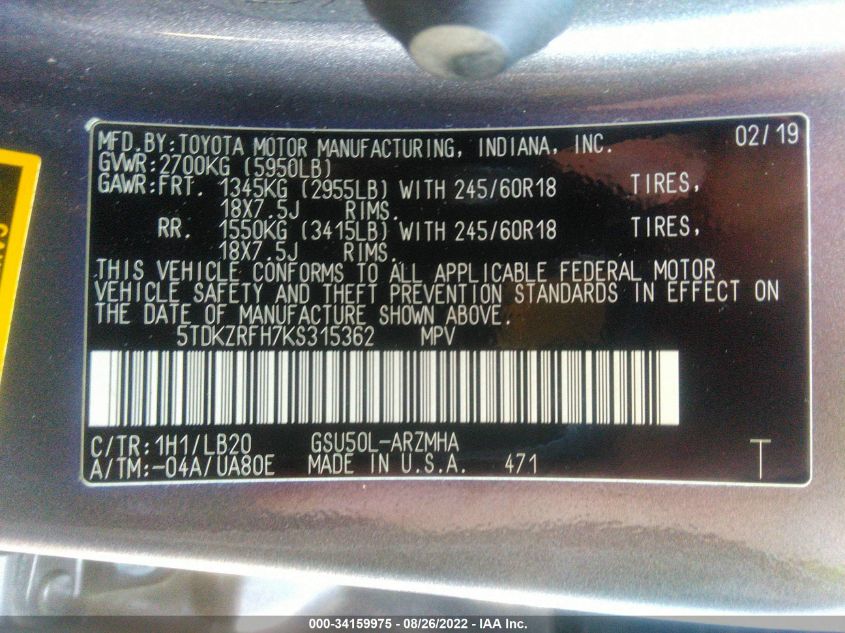 MFD.BY:TOYOTA MOTOR MANUFACTURING, INDIANA, INC. 02/19
GVWR:2700KG (5950LB)
GAWR:FRT. 1345KG (2955LB) WITH 245/60R18 TIRES,
18X7.5J RIMS.
RR. 1550KG (3415LB) WITH 245/60R18 TIRES,
18X7.5J RIMS.
THIS VEHICLE CONFORMS TO ALL APPLICABLE FEDERAL MOTOR
VEHICLE SAFETY AND THEFT PREVENTION STANDARDS IN EFFECT ON
THE DATE OF MANUFACTURE SHOWN ABOVE.
5TDKZRFH7KS315362 MPV
C/TR:1H1/LB20 GSU50L-ARZMHA
A/TM:-04A/UA80E MADE IN U.S.A. 471 T
000-34159975 - 08/26/2022 - IAA Inc.